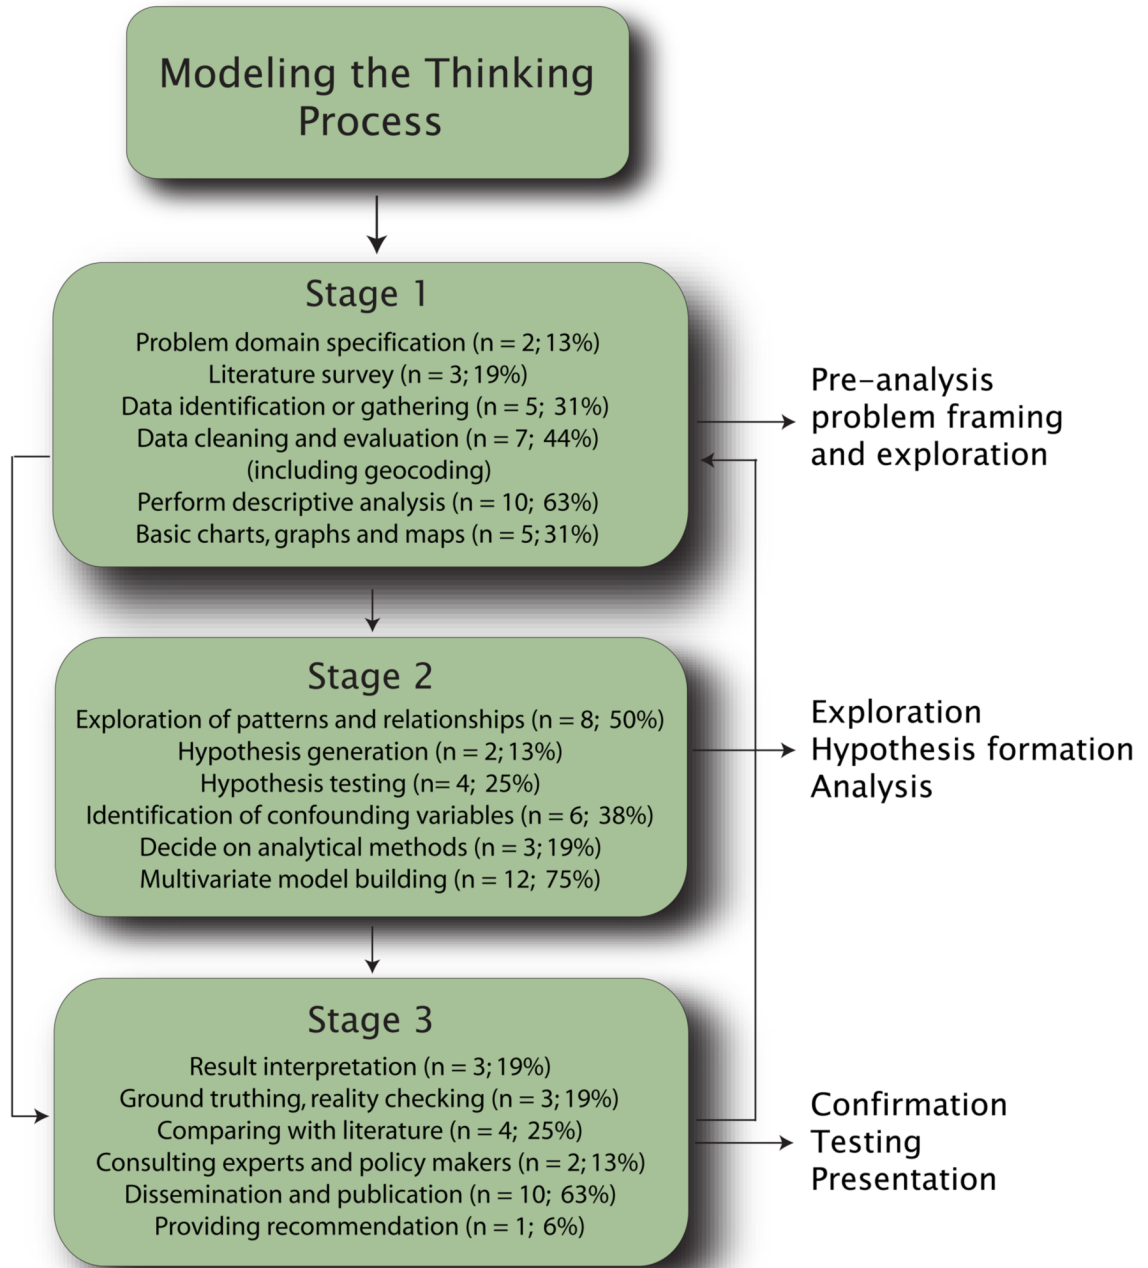 Modeling the Thinking
Process
Stage 1
Problem domain specification (n = 2; 13%)
Literature survey (n = 3; 19%)
Data identification or gathering (n = 5; 31%)
Data cleaning and evaluation (n = 7; 44%)
(including geocoding)
Perform descriptive analysis (n = 10; 63%)
Basic charts, graphs and maps (n = 5; 31%)
Pre-analysis
problem framing
and exploration
Stage 2
Exploration of patterns and relationships (n = 8; 50%)
Hypothesis generation (n = 2; 13%)
Hypothesis testing (n= 4; 25%)
Identification of confounding variables (n = 6; 38%)
Decide on analytical methods (n = 3; 19%)
Multivariate model building (n = 12; 75%)
Exploration
Hypothesis formation
Analysis
Stage 3
Result interpretation (n = 3; 19%)
Ground truthing, reality checking (n = 3; 19%)
Comparing with literature (n = 4; 25%)
Consulting experts and policy makers (n = 2; 13%)
Dissemination and publication (n = 10; 63%)
Providing recommendation (n = 1; 6%)
Confirmation
Testing
Presentation